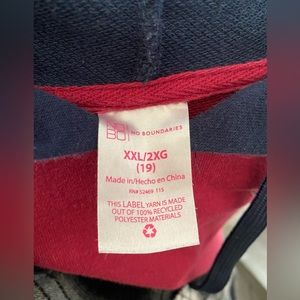 NO BOUNDARIES
XXL/2XG
(19)
Made in/Hecho en China
RN# 52469 115
THIS LABEL YARN IS MADE
OUT OF 100% RECYCLED
POLYESTER MATERIALS